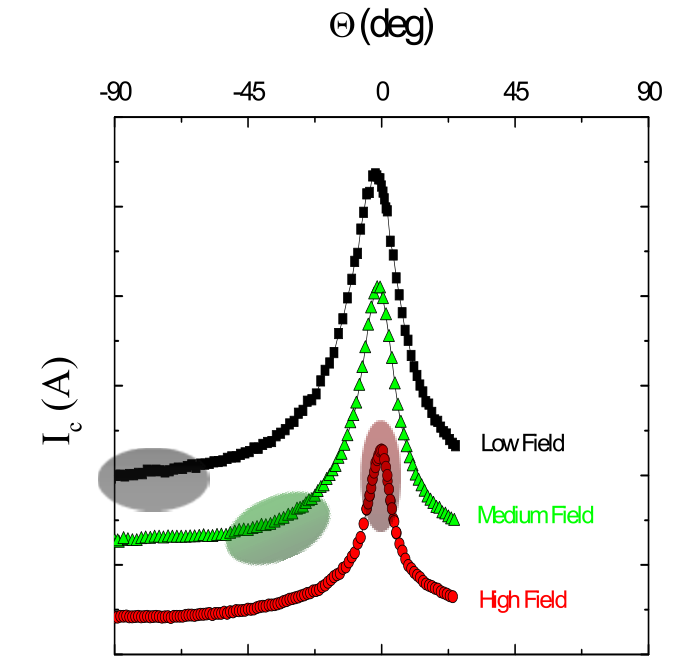 Θ (deg)
-90 -45 0 45 90
I_c (A)
Low Field
Medium Field
High Field